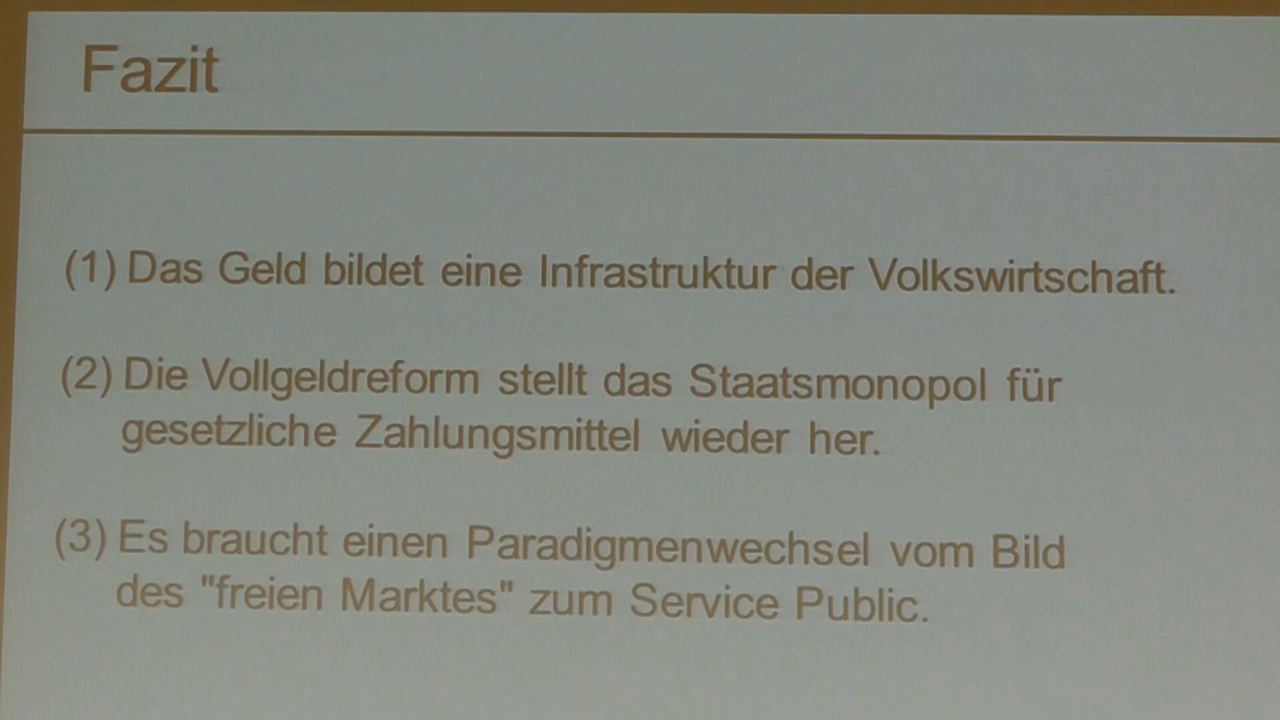 Fazit
(1) Das Geld bildet eine Infrastruktur der Volkswirtschaft.
(2) Die Vollgeldreform stellt das Staatsmonopol für
gesetzliche Zahlungsmittel wieder her.
(3) Es braucht einen Paradigmenwechsel vom Bild
des "freien Marktes" zum Service Public.